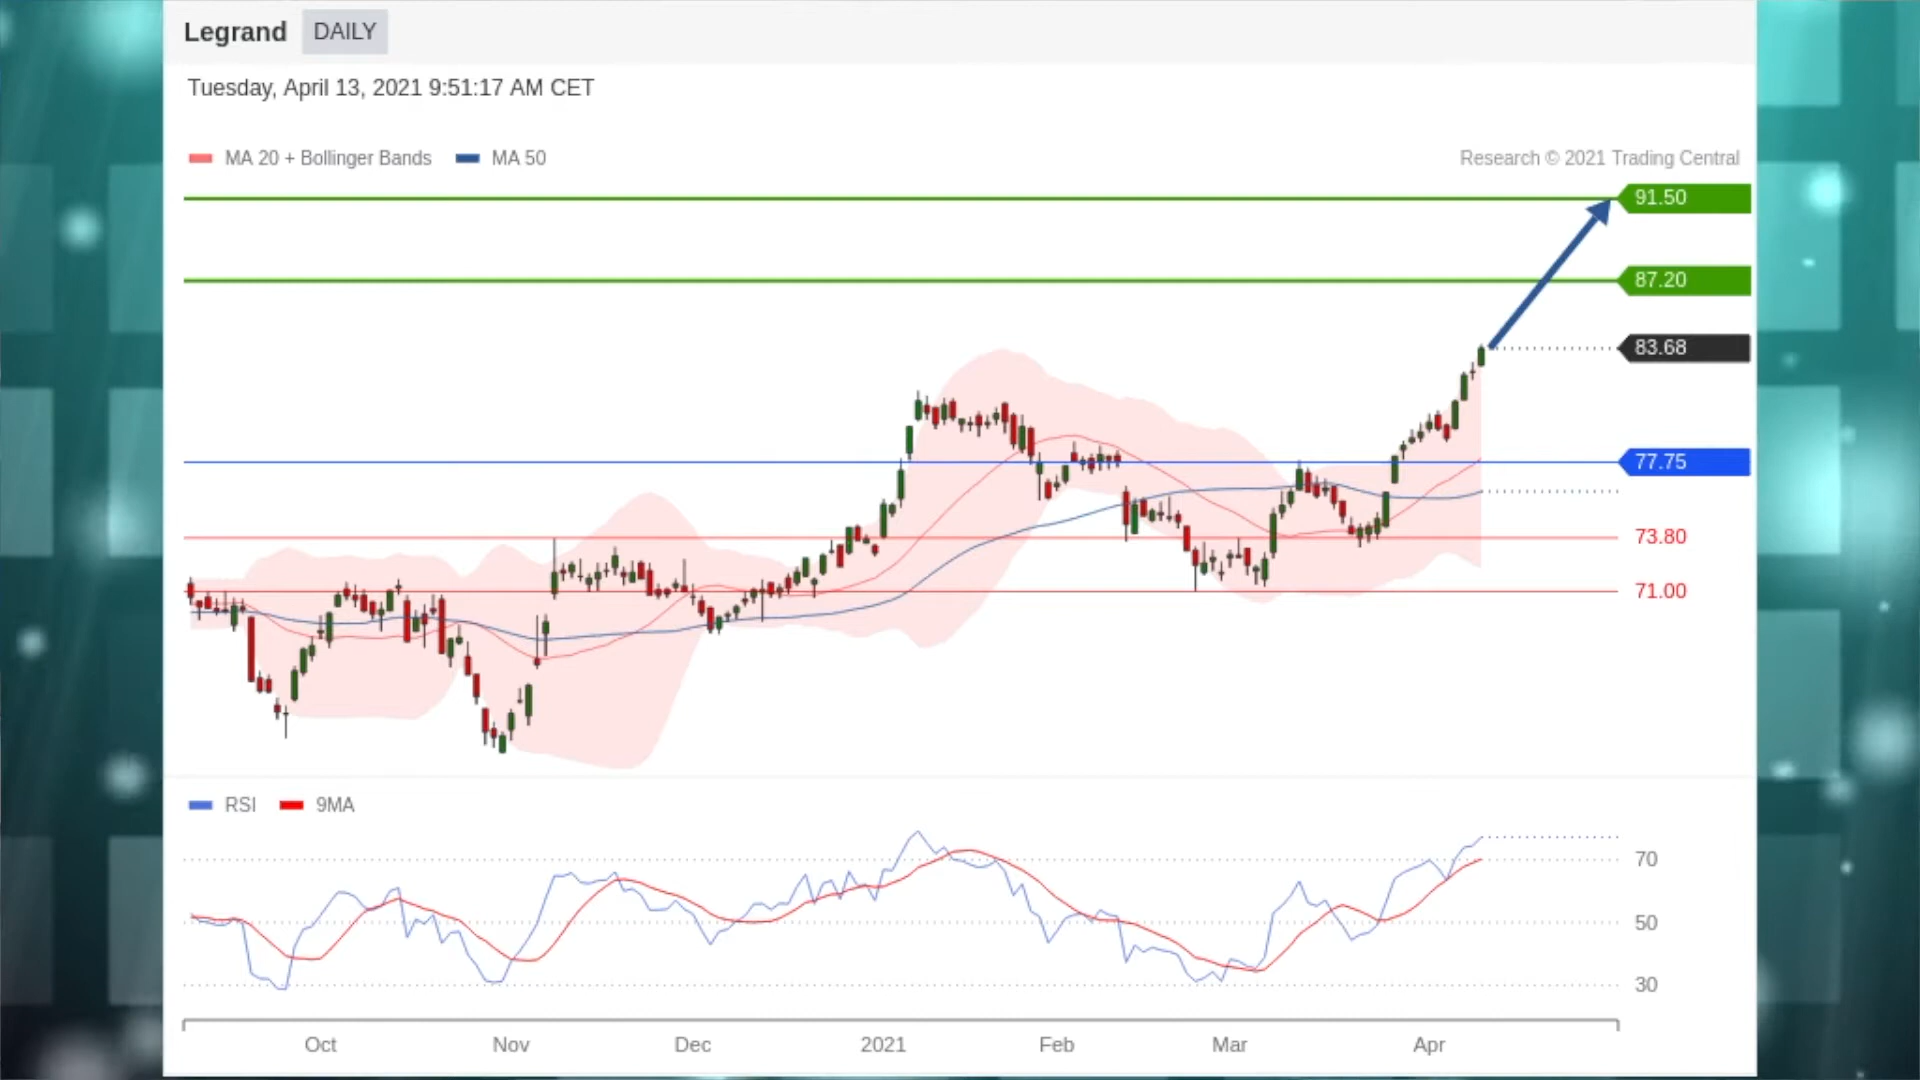 Legrand DAILY
Tuesday, April 13, 2021 9:51:17 AM CET
MA 20 + Bollinger Bands MA 50
Research © 2021 Trading Central
91.50
87.20
83.68
77.75
73.80
71.00
RSI 9MA
70
50
30
Oct Nov Dec 2021 Feb Mar Apr